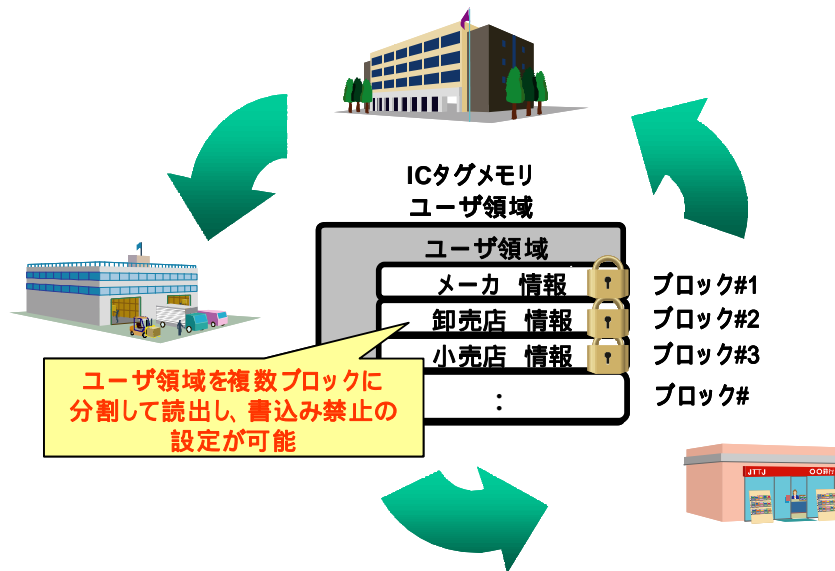 ICタグメモリ
ユーザ領域
ユーザ領域
メーカ 情報
ブロック#1
卸売店 情報
ブロック#2
小売店 情報
ブロック#3
:
ブロック#
ユーザ領域を複数ブロックに
分割して読出し、書込み禁止の
設定が可能
JTTJ